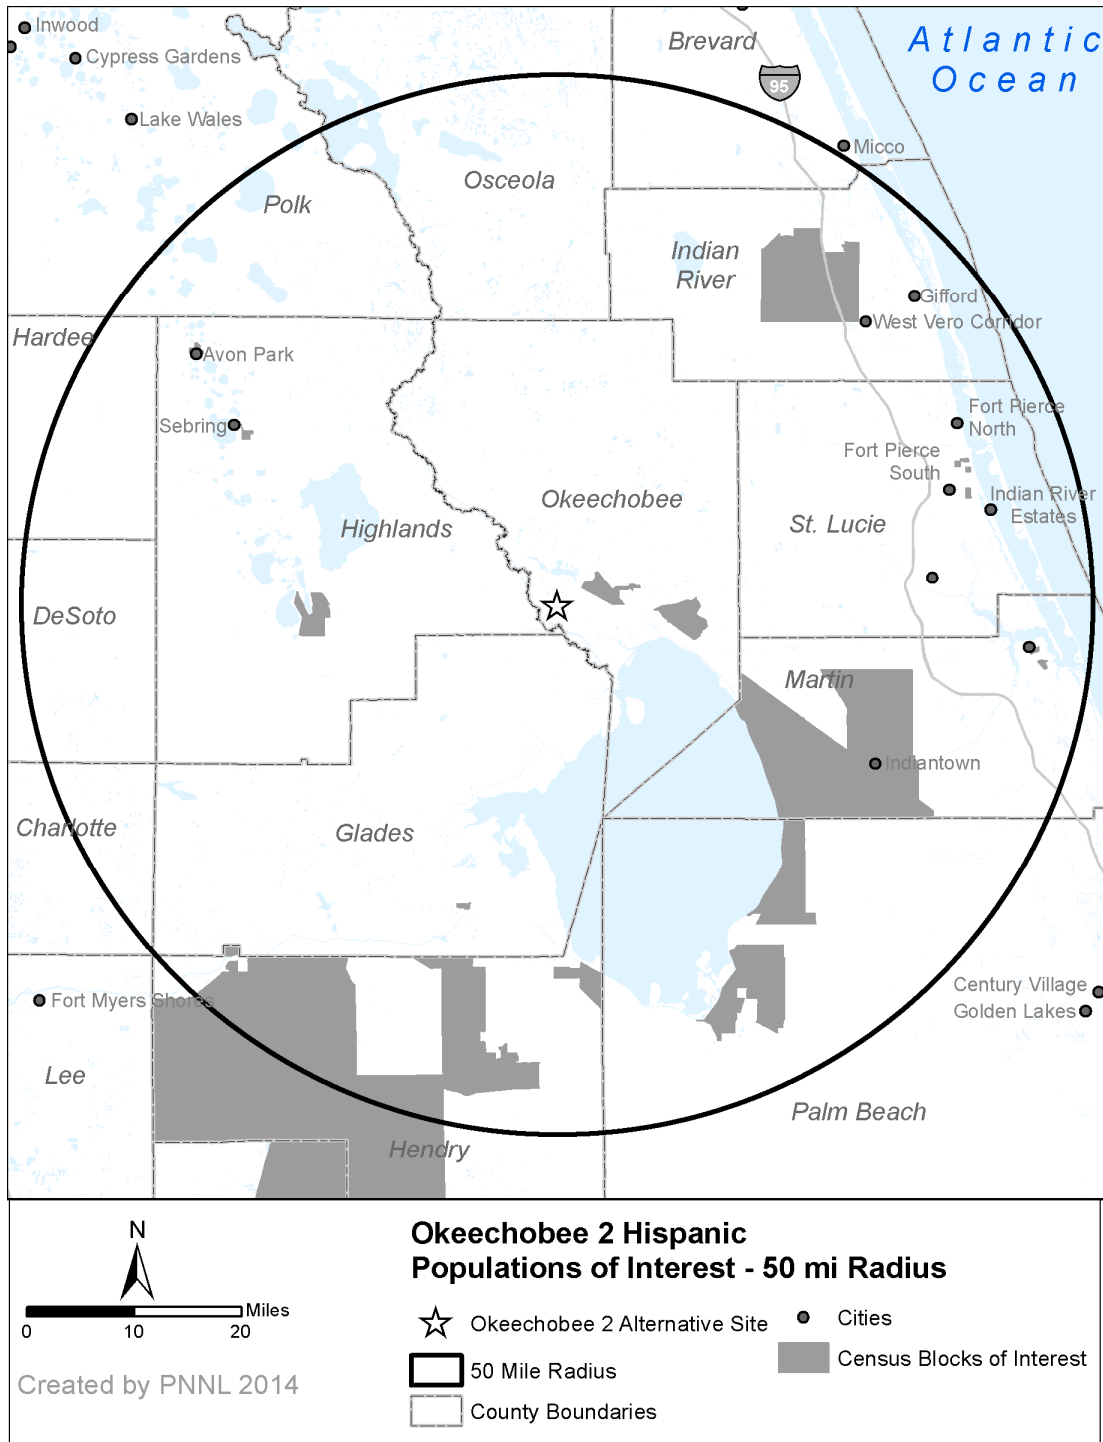 Inwood
Cypress Gardens
Lake Wales
Brevard
95
Atlantic
Ocean
Micco
Osceola
Polk
Indian
River
Gifford
West Vero Corridor
Hardee
Avon Park
Sebring
Fort Pierce
North
Fort Pierce
South
Indian River
Estates
Okeechobee
St. Lucie
Highlands
DeSoto
Martin
Indiantown
Charlotte
Glades
Fort Myers Shores
Century Village
Golden Lakes
Lee
Palm Beach
Hendry
N
Miles
0 10 20
Created by PNNL 2014
Okeechobee 2 Hispanic
Populations of Interest - 50 mi Radius
Okeechobee 2 Alternative Site
Cities
50 Mile Radius
Census Blocks of Interest
County Boundaries